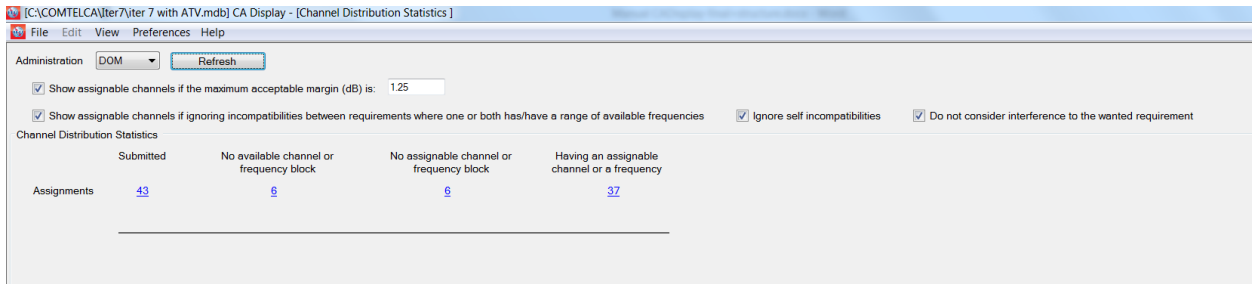 [C:\COMTELCA\Iter7\iter 7 with ATV.mdb] CA Display - [Channel Distribution Statistics ]
File Edit View Preferences Help
Administration DOM Refresh
Show assignable channels if the maximum acceptable margin (dB) is: 1.25
Show assignable channels if ignoring incompatibilities between requirements where one or both has/have a range of available frequencies Ignore self incompatibilities Do not consider interference to the wanted requirement
Channel Distribution Statistics
Submitted No available channel or frequency block No assignable channel or frequency block Having an assignable channel or a frequency
Assignments 43 6 6 37